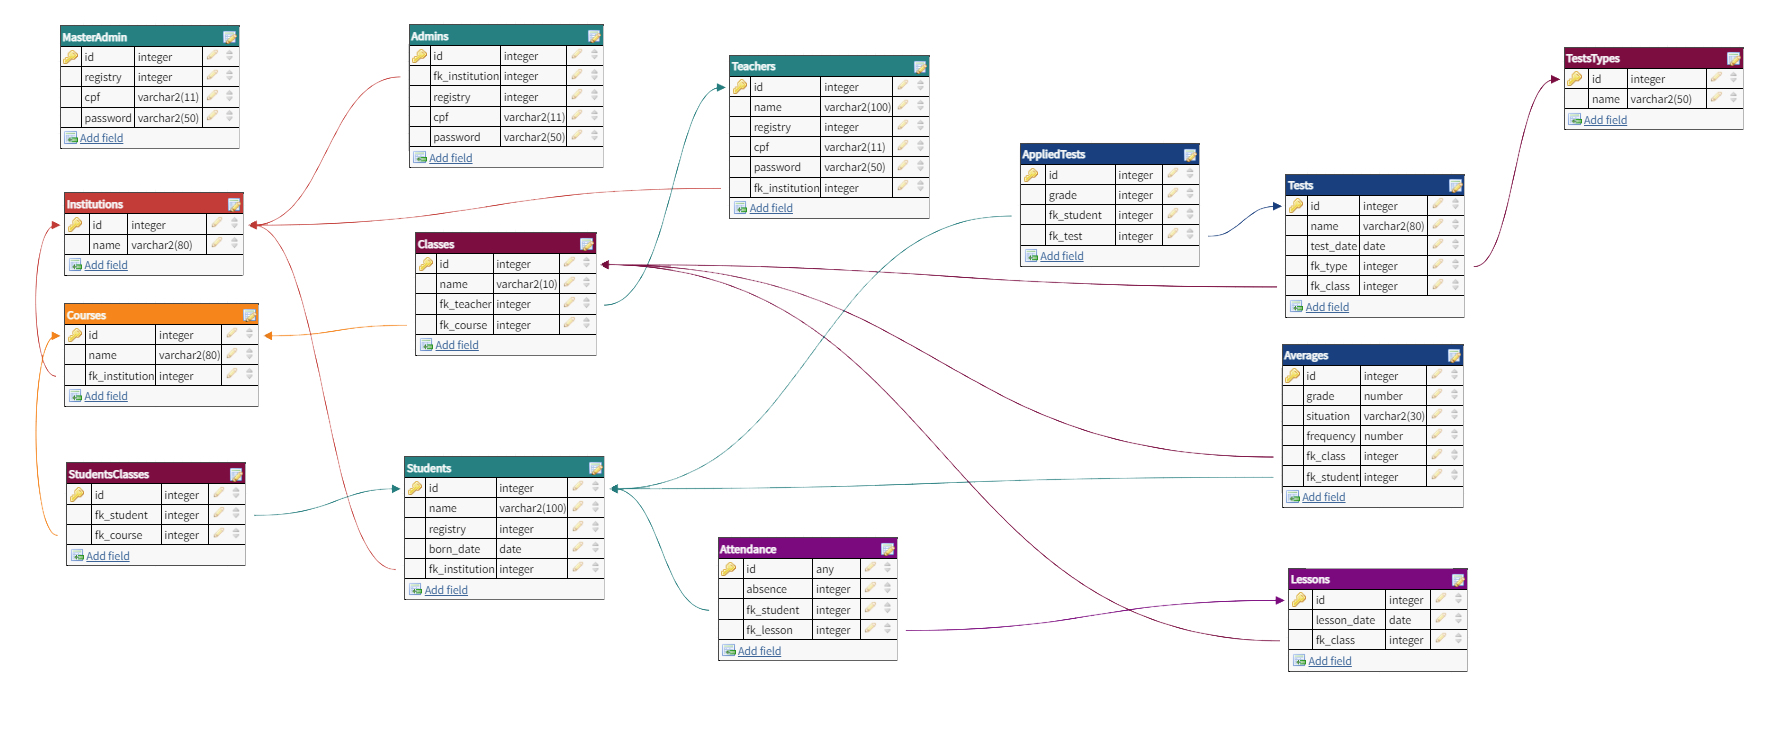 MasterAdmin
id integer
registry integer
cpf varchar2(11)
password varchar2(50)
Add field
Admins
id integer
fk_institution integer
registry integer
cpf varchar2(11)
password varchar2(50)
Add field
Teachers
id integer
name varchar2(100)
registry integer
cpf varchar2(11)
password varchar2(50)
fk_institution integer
Add field
TestsTypes
id integer
name varchar2(50)
Add field
AppliedTests
id integer
grade integer
fk_student integer
fk_test integer
Add field
Tests
id integer
name varchar2(80)
test_date date
fk_type integer
fk_class integer
Add field
Institutions
id integer
name varchar2(80)
Add field
Classes
id integer
name varchar2(10)
fk_teacher integer
fk_course integer
Add field
Courses
id integer
name varchar2(80)
fk_institution integer
Add field
Averages
id integer
grade number
situation varchar2(30)
frequency number
fk_class integer
fk_student integer
Add field
StudentsClasses
id integer
fk_student integer
fk_course integer
Add field
Students
id integer
name varchar2(100)
registry integer
born_date date
fk_institution integer
Add field
Attendance
id any
absence integer
fk_student integer
fk_lesson integer
Add field
Lessons
id integer
lesson_date date
fk_class integer
Add field